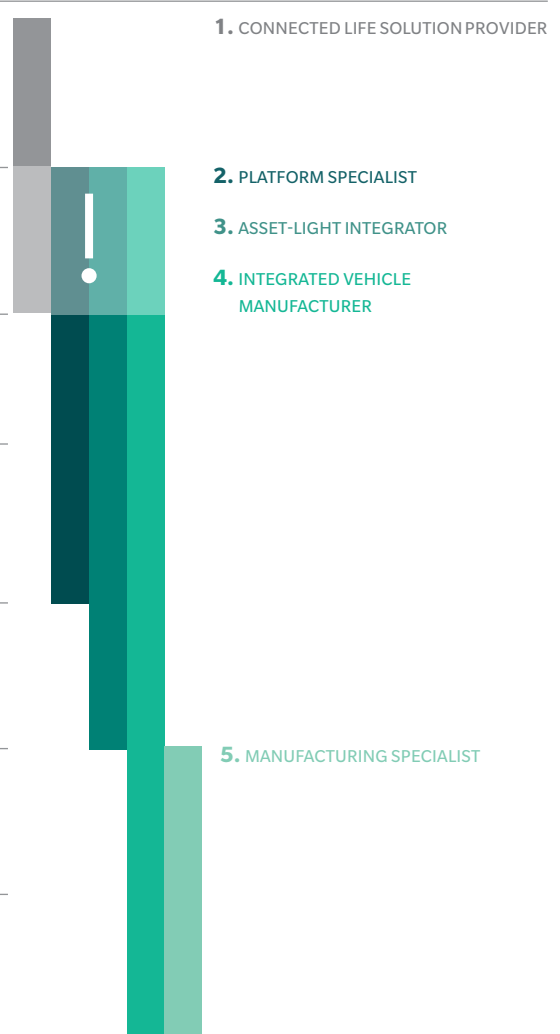 1. CONNECTED LIFE SOLUTION PROVIDER
!
2. PLATFORM SPECIALIST
3. ASSET-LIGHT INTEGRATOR
4. INTEGRATED VEHICLE
MANUFACTURER
5. MANUFACTURING SPECIALIST